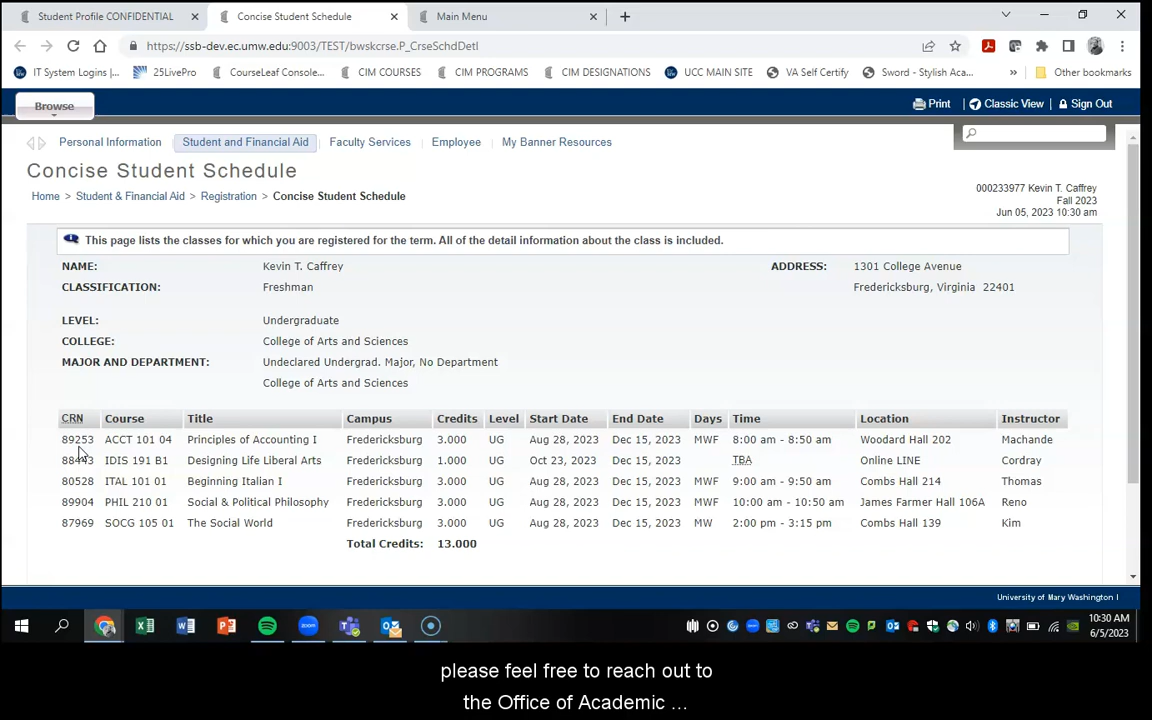 Student Profile CONFIDENTIAL × Concise Student Schedule × Main Menu × +
https://ssb-dev.ec.umw.edu:9003/TEST/bwskcrse.P_CrseSchdDetl
IT System Logins |... 25LivePro CourseLeaf Console... CIM COURSES CIM PROGRAMS CIM DESIGNATIONS UCC MAIN SITE VA Self Certify Sword - Stylish Aca... » Other bookmarks
Browse Print | Classic View | Sign Out
Personal Information Student and Financial Aid Faculty Services Employee My Banner Resources
Concise Student Schedule
Home > Student & Financial Aid > Registration > Concise Student Schedule
000233977 Kevin T. Caffrey
Fall 2023
Jun 05, 2023 10:30 am
This page lists the classes for which you are registered for the term. All of the detail information about the class is included.
NAME: Kevin T. Caffrey ADDRESS: 1301 College Avenue
CLASSIFICATION: Freshman Fredericksburg, Virginia 22401
LEVEL: Undergraduate
COLLEGE: College of Arts and Sciences
MAJOR AND DEPARTMENT: Undeclared Undergrad. Major, No Department
College of Arts and Sciences
CRN Course Title Campus Credits Level Start Date End Date Days Time Location Instructor
89253 ACCT 101 04 Principles of Accounting I Fredericksburg 3.000 UG Aug 28, 2023 Dec 15, 2023 MWF 8:00 am - 8:50 am Woodard Hall 202 Machande
IDIS 191 B1 Designing Life Liberal Arts Fredericksburg 1.000 UG Oct 23, 2023 Dec 15, 2023 TBA Online LINE Cordray
80528 ITAL 101 01 Beginning Italian I Fredericksburg 3.000 UG Aug 28, 2023 Dec 15, 2023 MWF 9:00 am - 9:50 am Combs Hall 214 Thomas
89904 PHIL 210 01 Social & Political Philosophy Fredericksburg 3.000 UG Aug 28, 2023 Dec 15, 2023 MWF 10:00 am - 10:50 am James Farmer Hall 106A Reno
87969 SOCG 105 01 The Social World Fredericksburg 3.000 UG Aug 28, 2023 Dec 15, 2023 MW 2:00 pm - 3:15 pm Combs Hall 139 Kim
Total Credits: 13.000
University of Mary Washington I
10:30 AM
6/5/2023
please feel free to reach out to
the Office of Academic ...